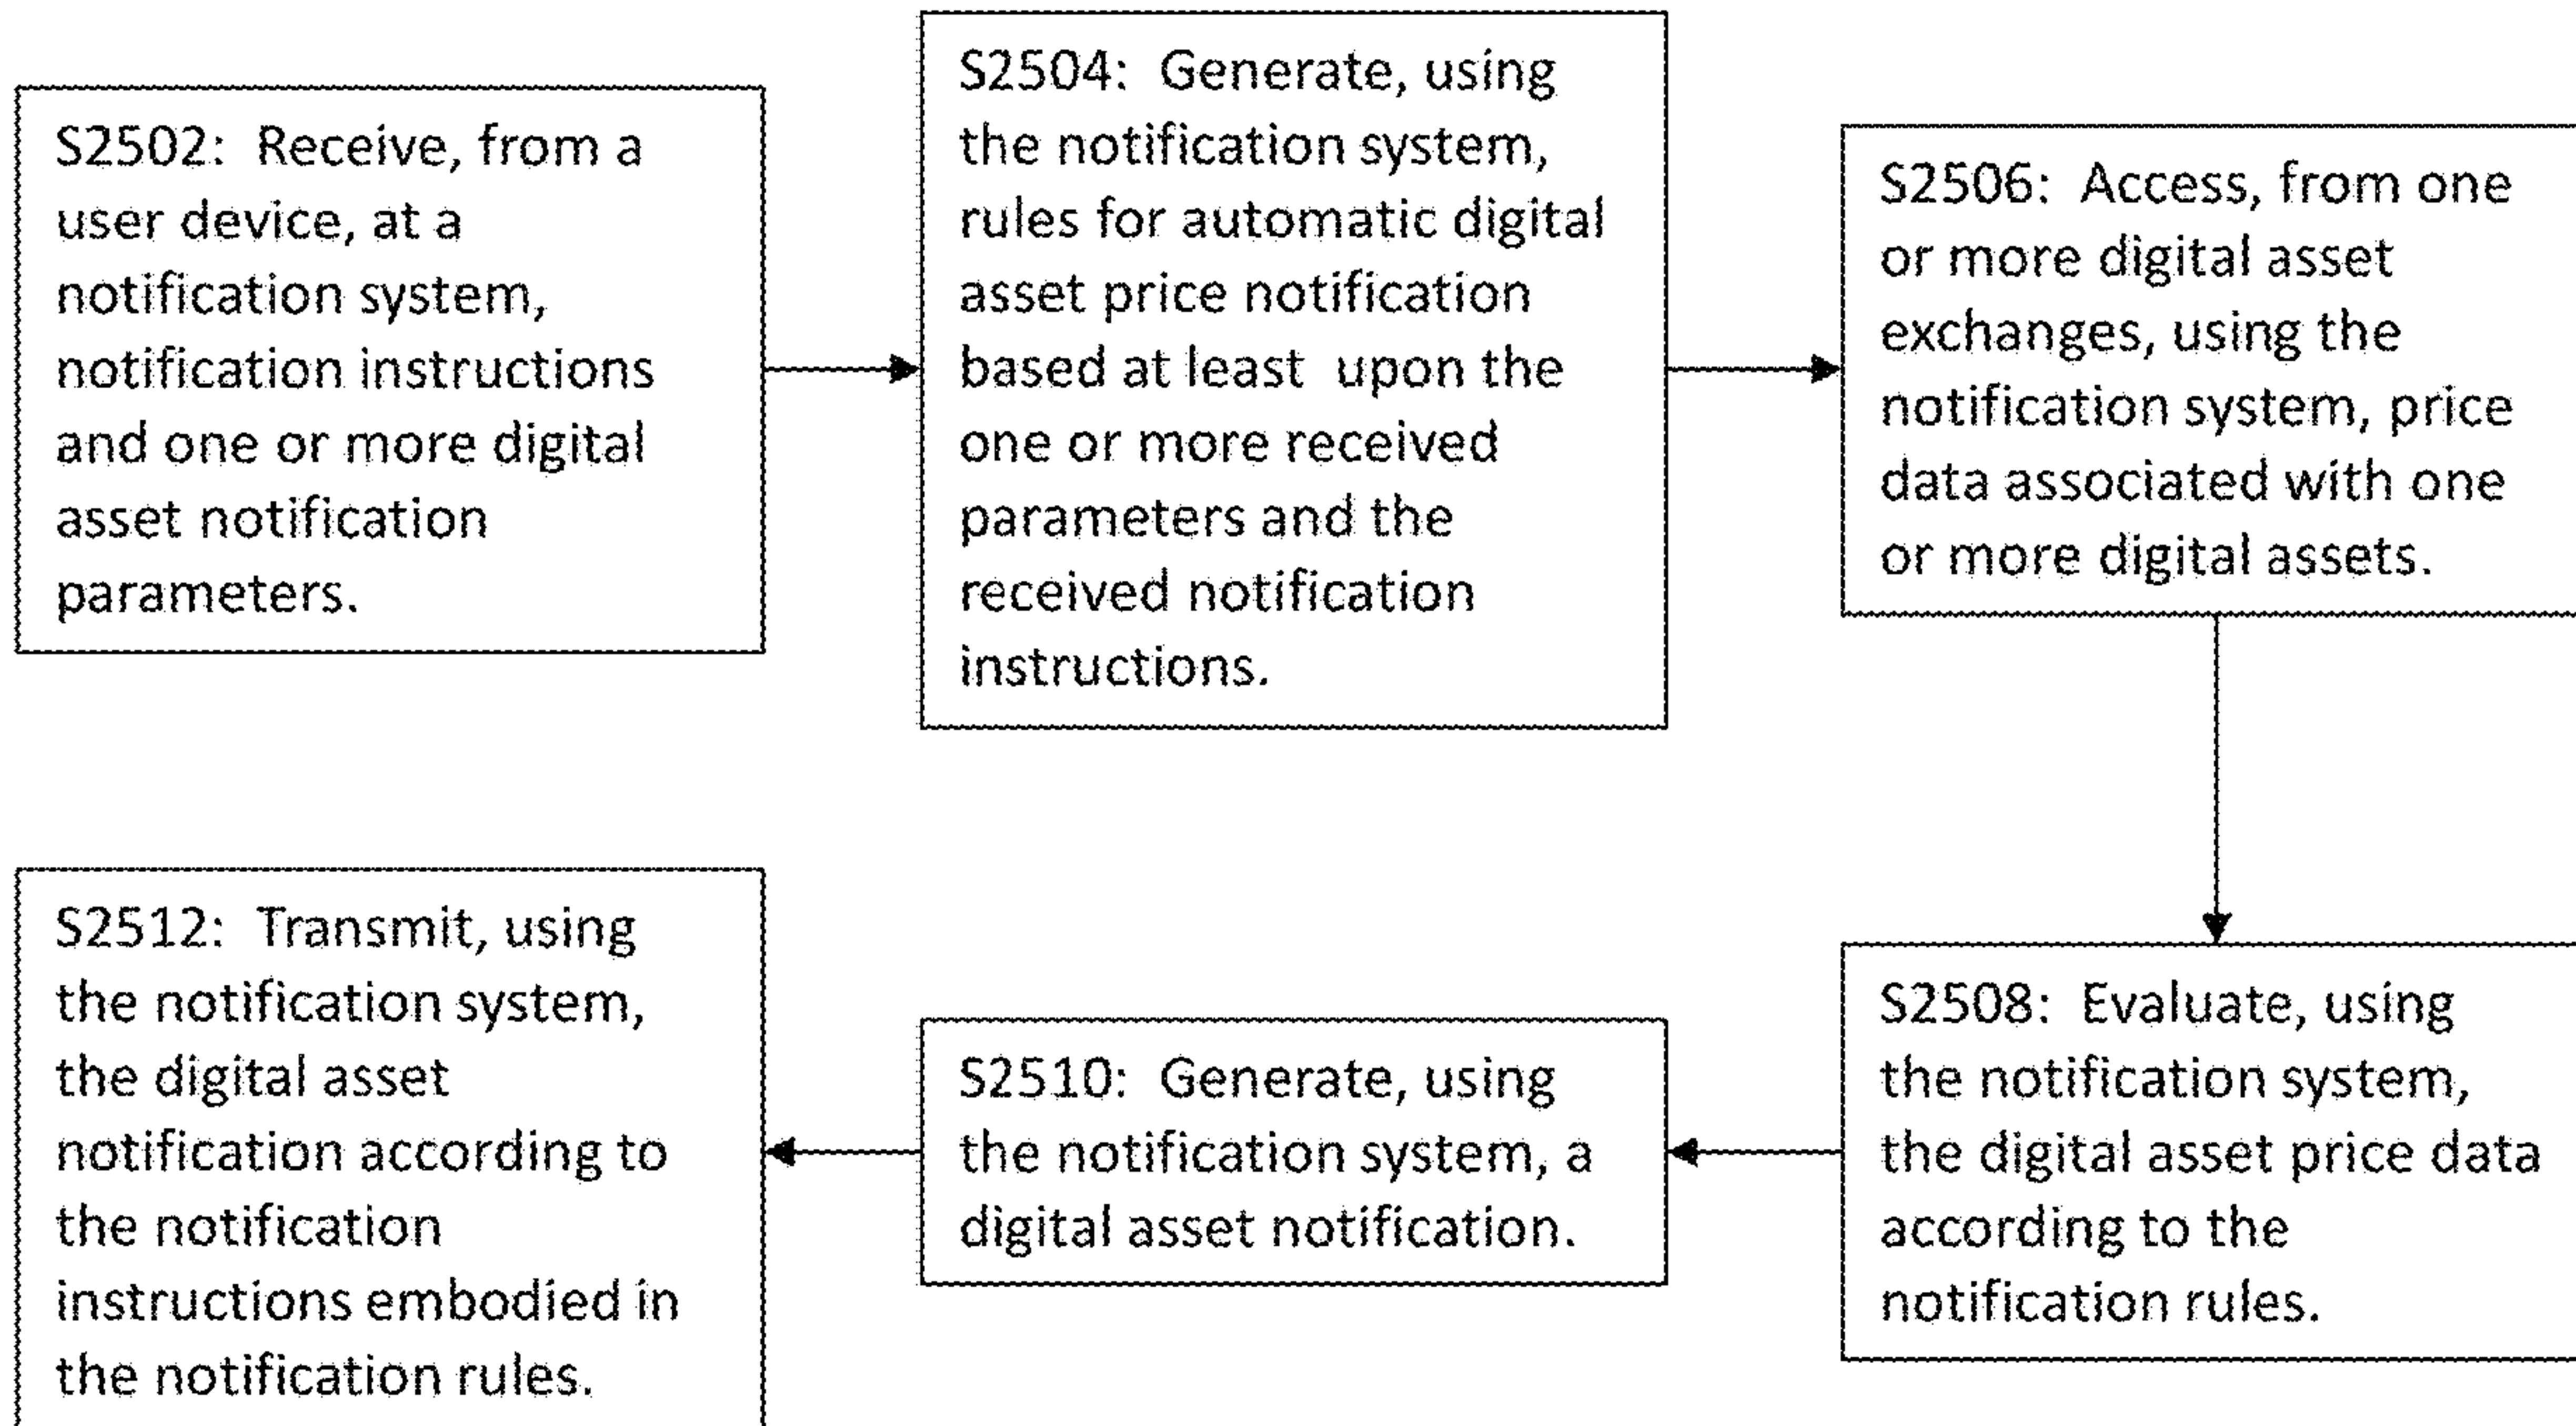 S2502: Receive, from a
user device, at a
notification system,
notification instructions
and one or more digital
asset notification
parameters.
S2504: Generate, using
the notification system,
rules for automatic digital
asset price notification
based at least upon the
one or more received
parameters and the
received notification
instructions.
S2506: Access, from one
or more digital asset
exchanges, using the
notification system, price
data associated with one
or more digital assets.
S2508: Evaluate, using
the notification system,
the digital asset price data
according to the
notification rules.
S2510: Generate, using
the notification system, a
digital asset notification.
S2512: Transmit, using
the notification system,
the digital asset
notification according to
the notification
instructions embodied in
the notification rules.